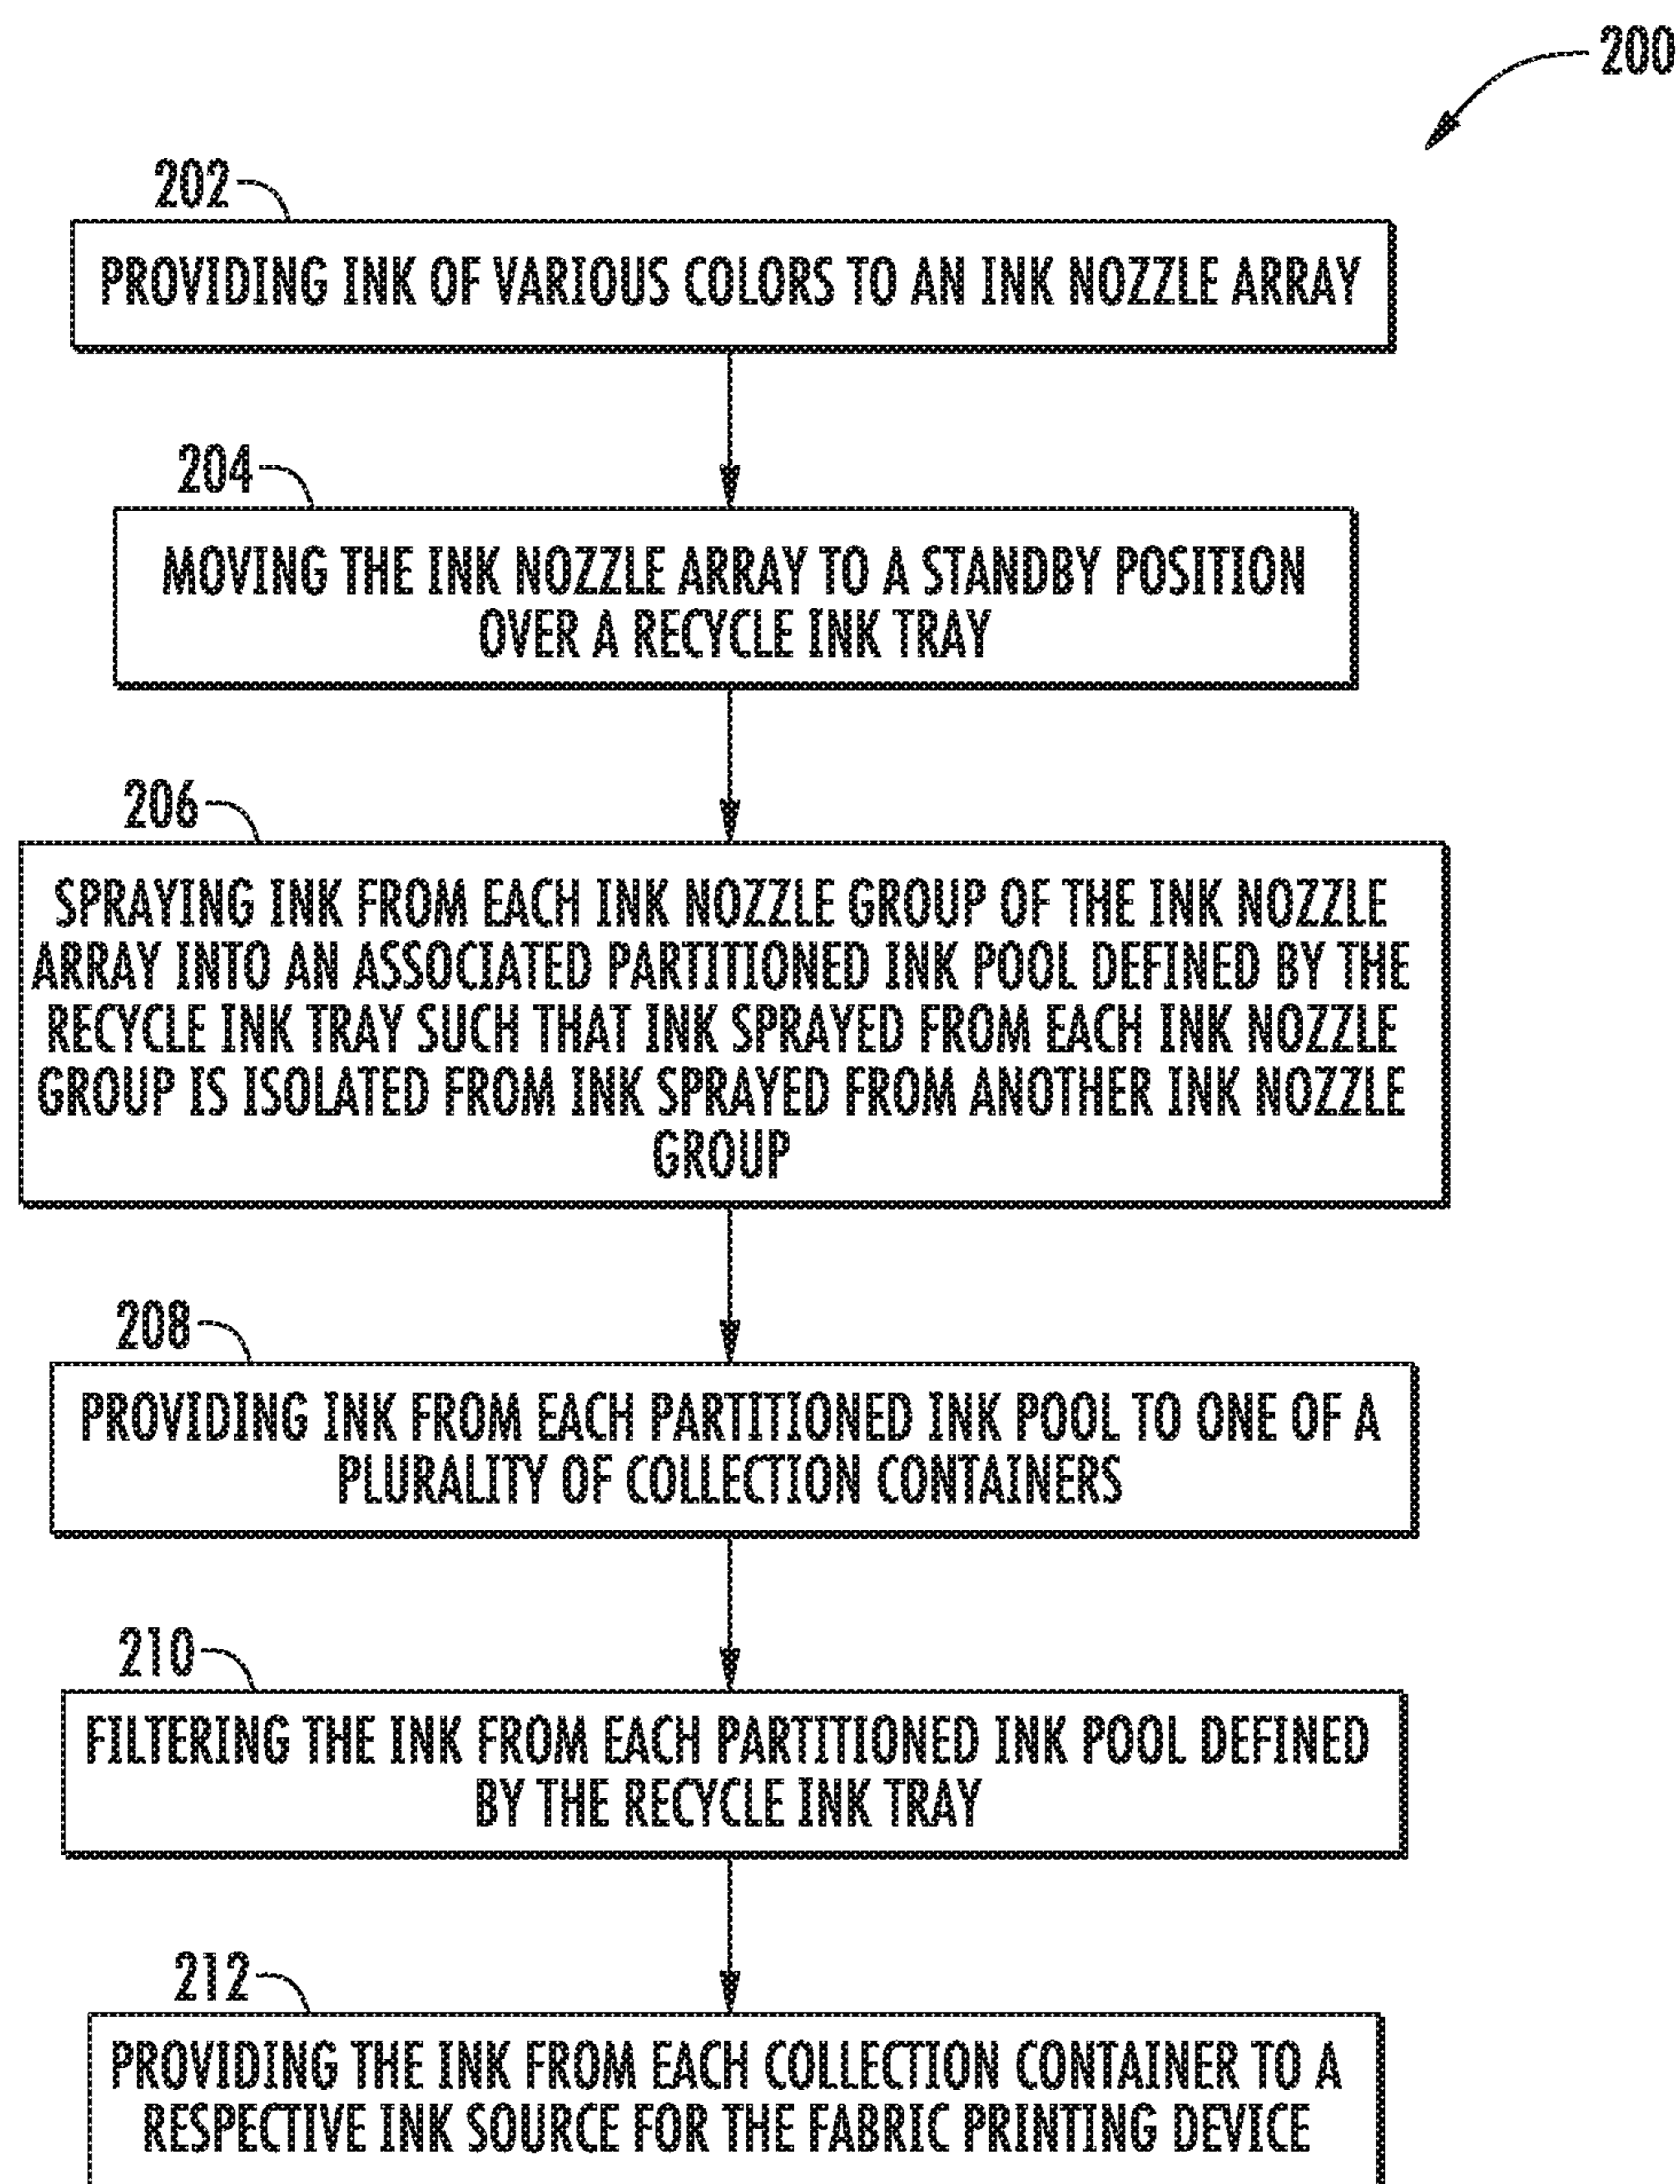 200
202
PROVIDING INK OF VARIOUS COLORS TO AN INK NOZZLE ARRAY
204
MOVING THE INK NOZZLE ARRAY TO A STANDBY POSITION
OVER A RECYCLE INK TRAY
206
SPRAYING INK FROM EACH INK NOZZLE GROUP OF THE INK NOZZLE
ARRAY INTO AN ASSOCIATED PARTITIONED INK POOL DEFINED BY THE
RECYCLE INK TRAY SUCH THAT INK SPRAYED FROM EACH INK NOZZLE
GROUP IS ISOLATED FROM INK SPRAYED FROM ANOTHER INK NOZZLE
GROUP
208
PROVIDING INK FROM EACH PARTITIONED INK POOL TO ONE OF A
PLURALITY OF COLLECTION CONTAINERS
210
FILTERING THE INK FROM EACH PARTITIONED INK POOL DEFINED
BY THE RECYCLE INK TRAY
212
PROVIDING THE INK FROM EACH COLLECTION CONTAINER TO A
RESPECTIVE INK SOURCE FOR THE FABRIC PRINTING DEVICE